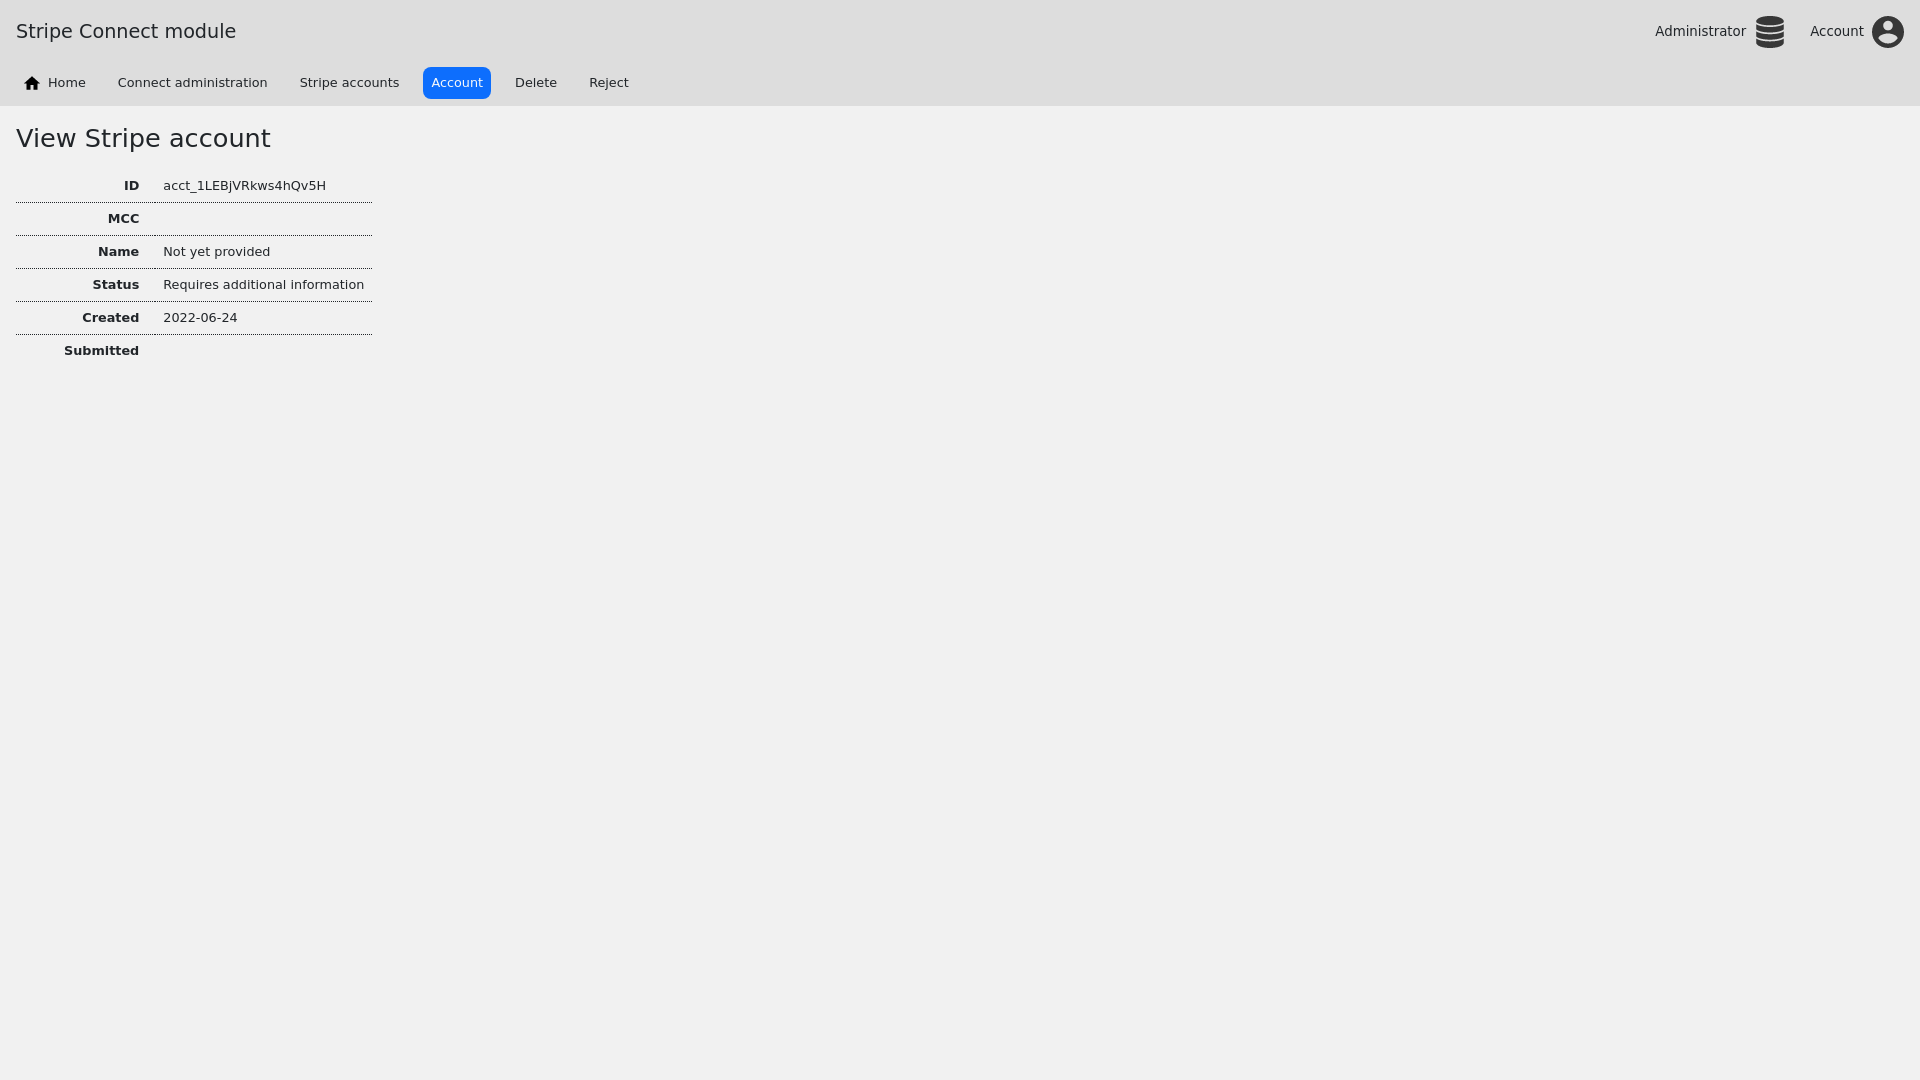 Stripe Connect module
Administrator
Account
Home
Connect administration
Stripe accounts
Account
Delete
Reject
View Stripe account
ID acct_1LEBjVRkws4hQv5H
MCC
Name Not yet provided
Status Requires additional information
Created 2022-06-24
Submitted